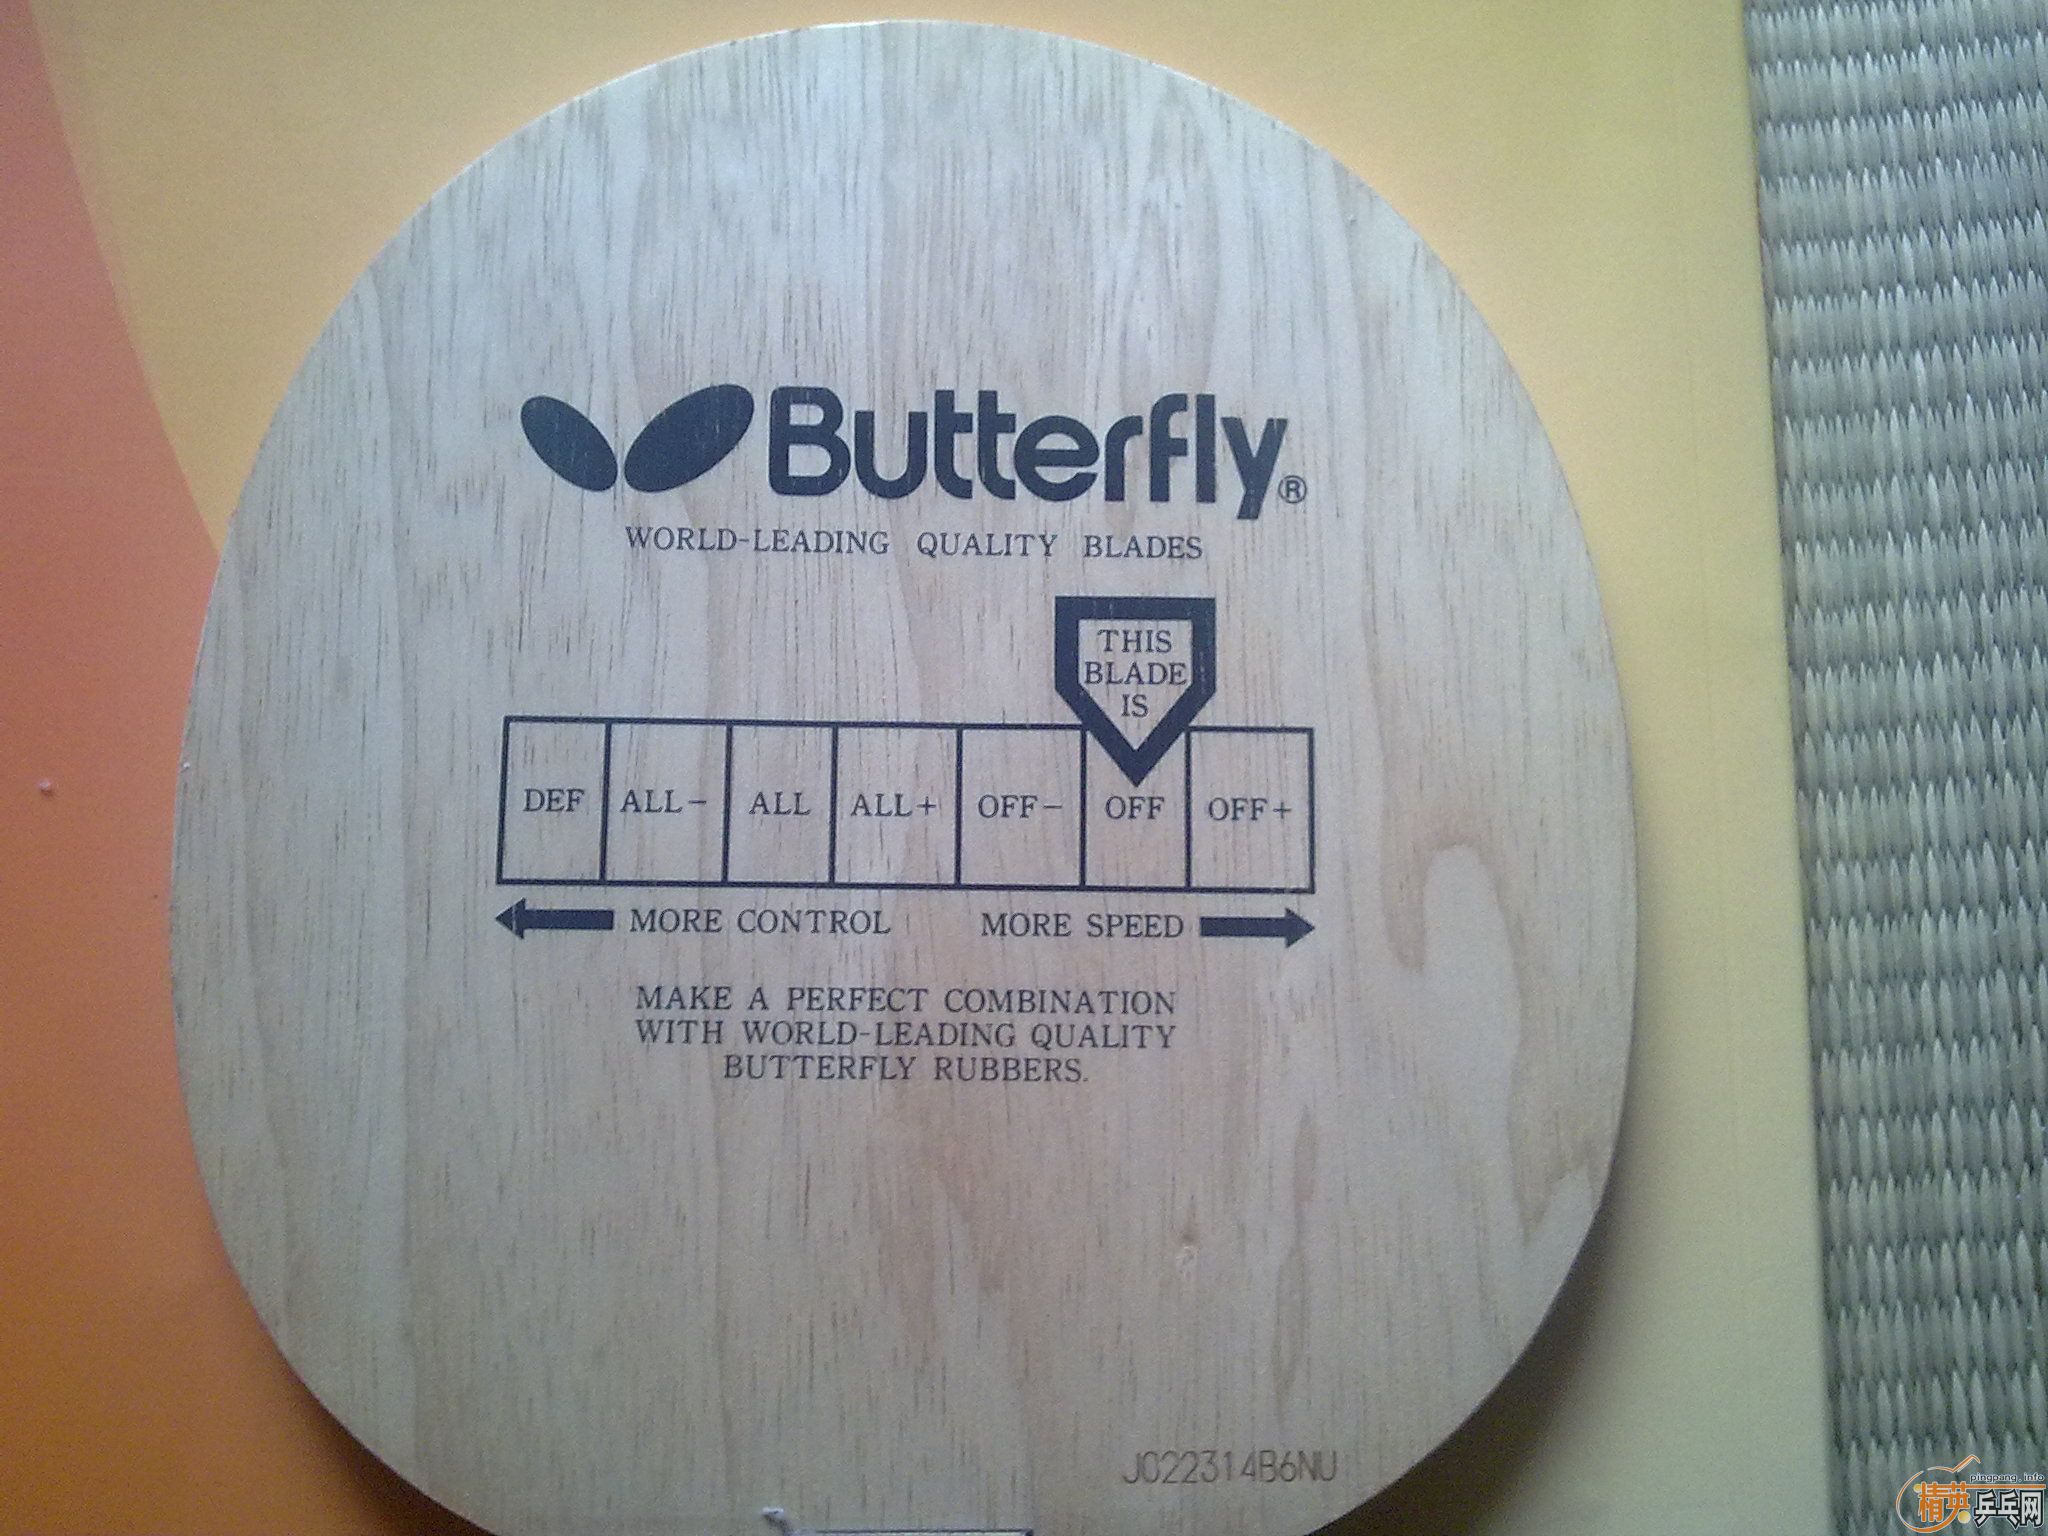 Butterfly®
WORLD-LEADING QUALITY BLADES
THIS
BLADE
IS
DEF ALL- ALL ALL+ OFF- OFF OFF+
MORE CONTROL MORE SPEED
MAKE A PERFECT COMBINATION
WITH WORLD-LEADING QUALITY
BUTTERFLY RUBBERS.
J022314B6NU
pingpang.info
精英乒乓网